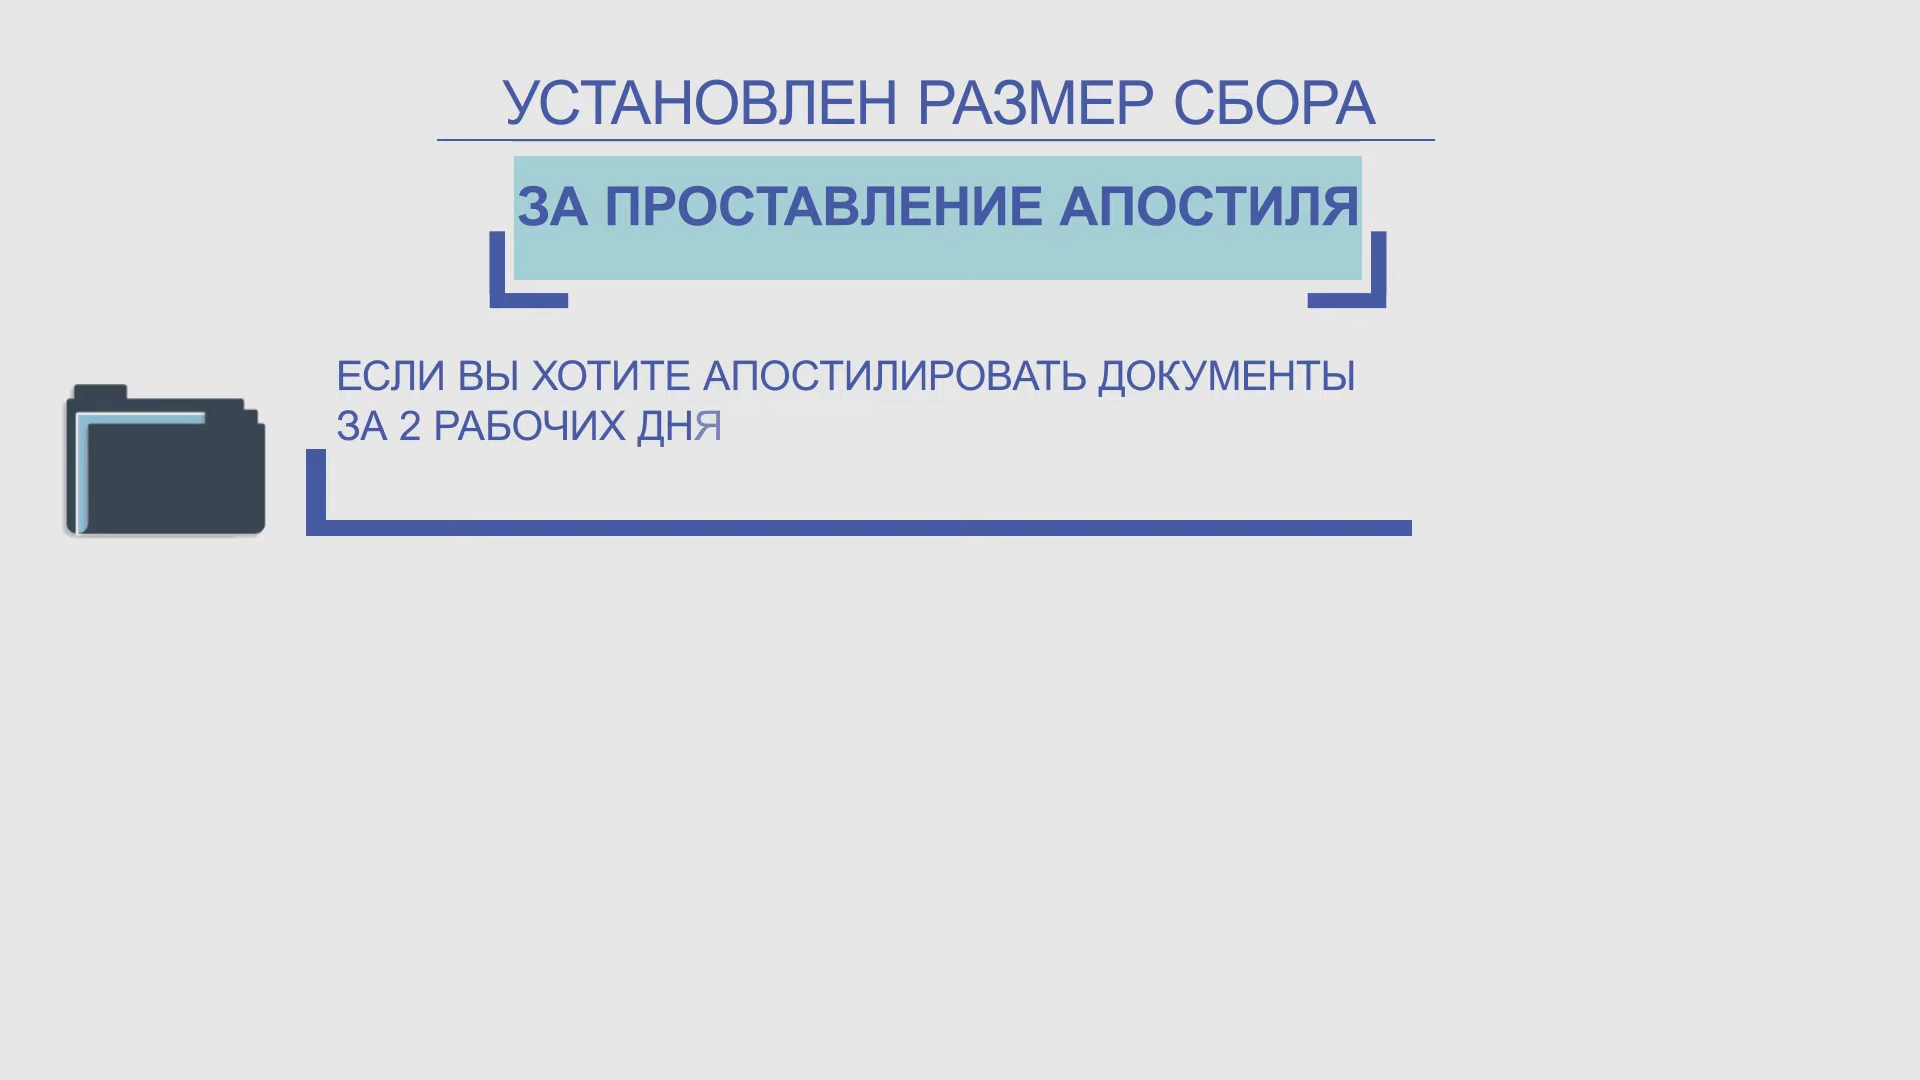 УСТАНОВЛЕН РАЗМЕР СБОРА
ЗА ПРОСТАВЛЕНИЕ АПОСТИЛЯ
ЕСЛИ ВЫ ХОТИТЕ АПОСТИЛИРОВАТЬ ДОКУМЕНТЫ
ЗА 2 РАБОЧИХ ДНЯ